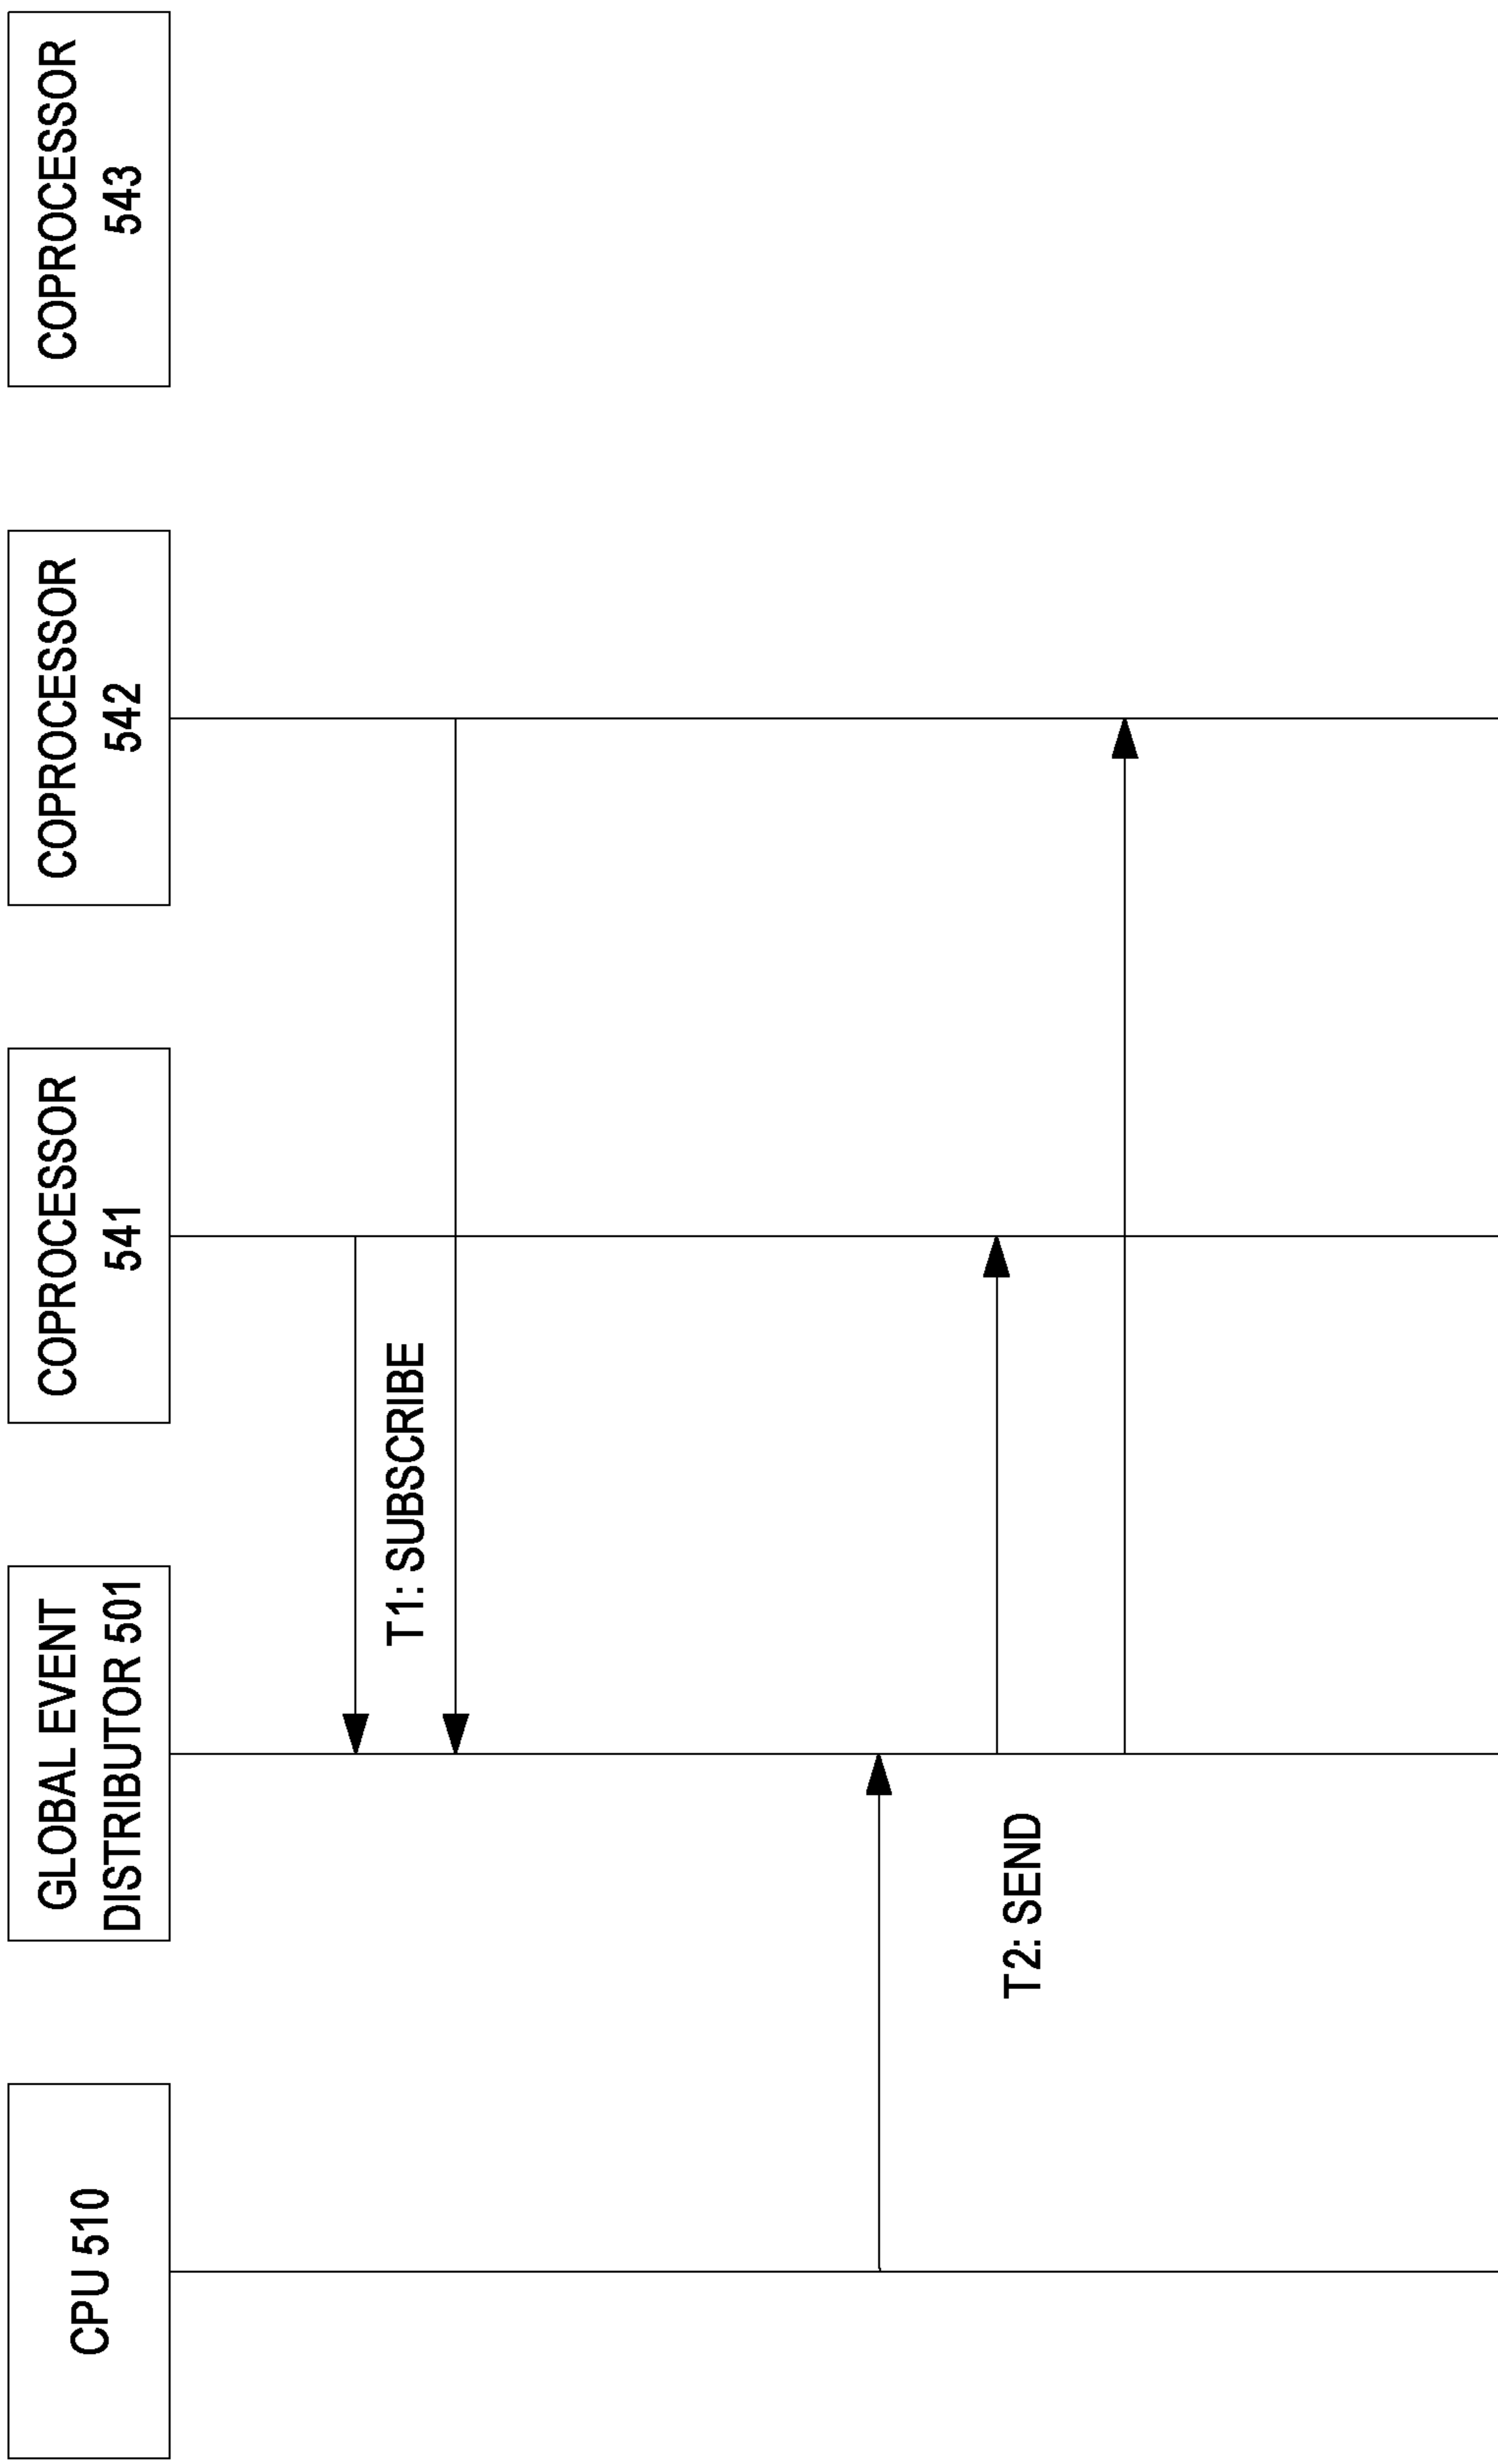 CPU 510
GLOBAL EVENT
DISTRIBUTOR 501
COPROCESSOR
541
COPROCESSOR
542
COPROCESSOR
543
T1: SUBSCRIBE
T2: SEND